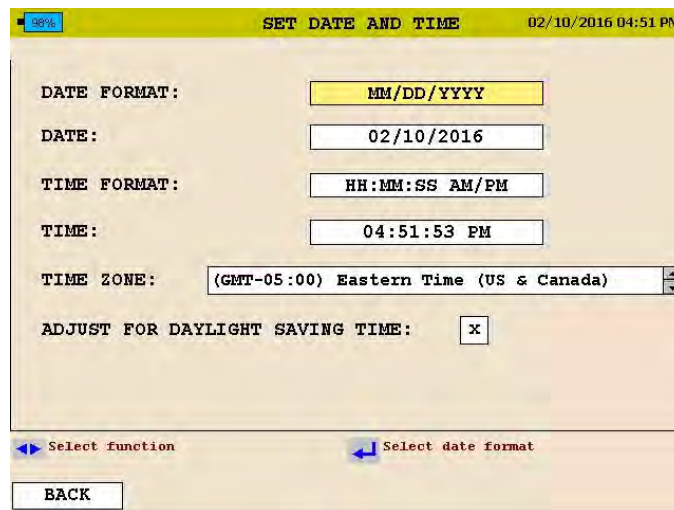 98% SET DATE AND TIME 02/10/2016 04:51 PM
DATE FORMAT: MM/DD/YYYY
DATE: 02/10/2016
TIME FORMAT: HH:MM:SS AM/PM
TIME: 04:51:53 PM
TIME ZONE: (GMT-05:00) Eastern Time (US & Canada)
ADJUST FOR DAYLIGHT SAVING TIME: X
Select function Select date format
BACK